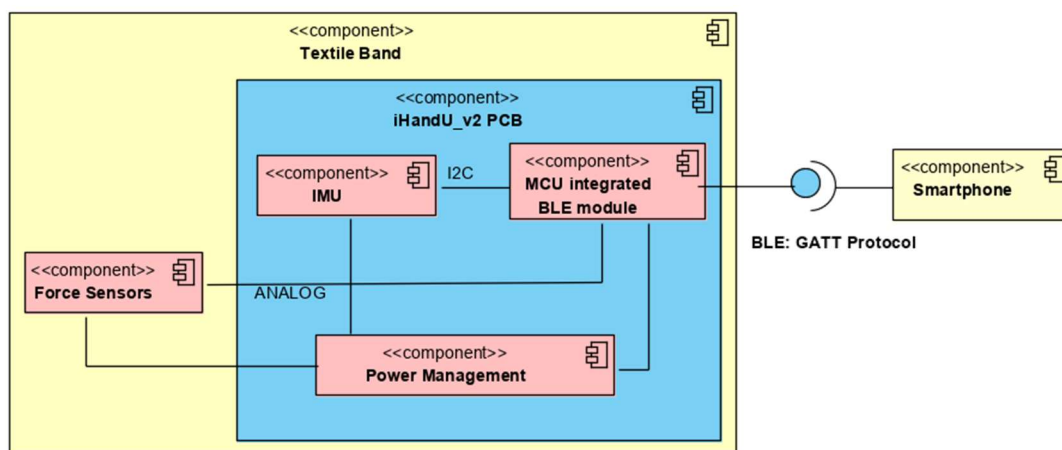 <<component>>
Textile Band
<<component>>
iHandU_v2 PCB
<<component>>
IMU
I2C
<<component>>
MCU integrated
BLE module
<<component>>
Smartphone
BLE: GATT Protocol
<<component>>
Force Sensors
ANALOG
<<component>>
Power Management